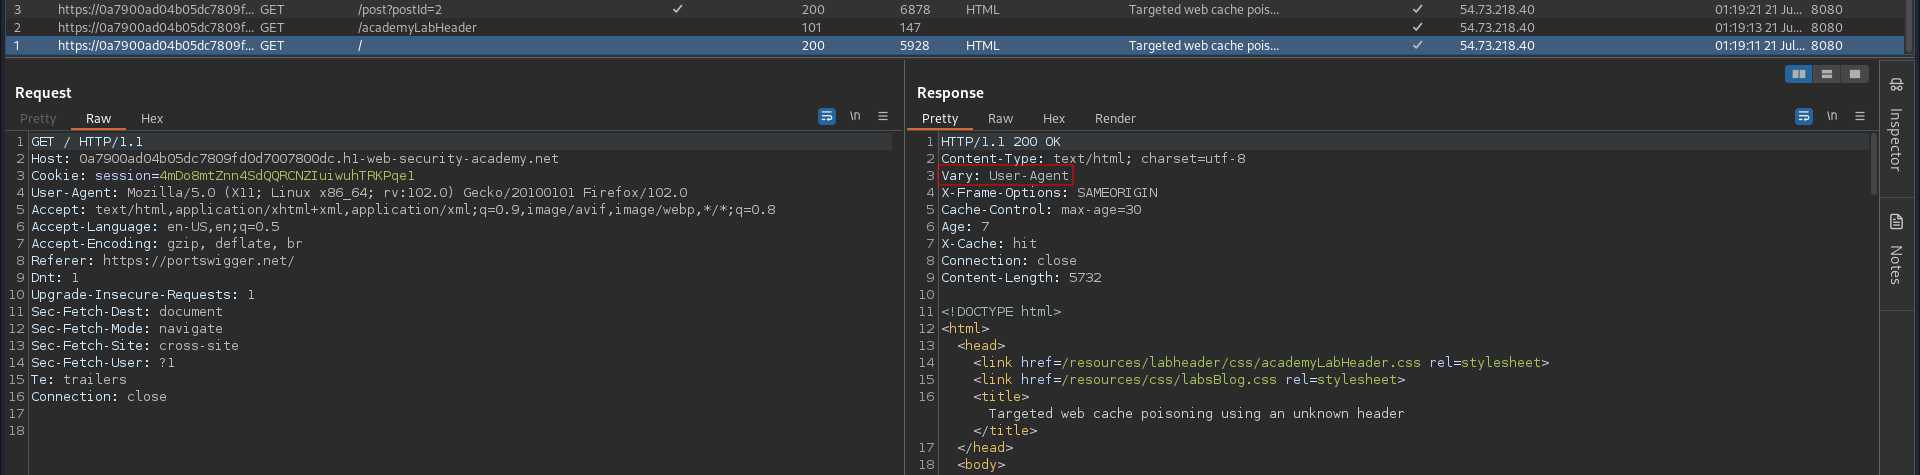 3 https://0a7900ad04b05dc7809f... GET /post?postId=2 ✓ 200 6878 HTML Targeted web cache pois... ✓ 54.73.218.40 01:19:21 21 Ju... 8080
2 https://0a7900ad04b05dc7809f... GET /academyLabHeader 101 147 ✓ 54.73.218.40 01:19:13 21 Ju... 8080
1 https://0a7900ad04b05dc7809f... GET / 200 5928 HTML Targeted web cache pois... ✓ 54.73.218.40 01:19:11 21 Jul... 8080
Request
Pretty Raw Hex \n
1 GET / HTTP/1.1
2 Host: 0a7900ad04b05dc7809fd0d7007800dc.h1-web-security-academy.net
3 Cookie: session=4mDo8mtZnn4SdQQRCNZIuiwuhTRKPqe1
4 User-Agent: Mozilla/5.0 (X11; Linux x86_64; rv:102.0) Gecko/20100101 Firefox/102.0
5 Accept: text/html,application/xhtml+xml,application/xml;q=0.9,image/avif,image/webp,*/*;q=0.8
6 Accept-Language: en-US,en;q=0.5
7 Accept-Encoding: gzip, deflate, br
8 Referer: https://portswigger.net/
9 Dnt: 1
10 Upgrade-Insecure-Requests: 1
11 Sec-Fetch-Dest: document
12 Sec-Fetch-Mode: navigate
13 Sec-Fetch-Site: cross-site
14 Sec-Fetch-User: ?1
15 Te: trailers
16 Connection: close
17
18
Response
Pretty Raw Hex Render \n
1 HTTP/1.1 200 OK
2 Content-Type: text/html; charset=utf-8
3 Vary: User-Agent
4 X-Frame-Options: SAMEORIGIN
5 Cache-Control: max-age=30
6 Age: 7
7 X-Cache: hit
8 Connection: close
9 Content-Length: 5732
10
11 <!DOCTYPE html>
12 <html>
13 <head>
14 <link href=/resources/labheader/css/academyLabHeader.css rel=stylesheet>
15 <link href=/resources/css/labsBlog.css rel=stylesheet>
16 <title>
Targeted web cache poisoning using an unknown header
</title>
17 </head>
18 <body>
Inspector
Notes